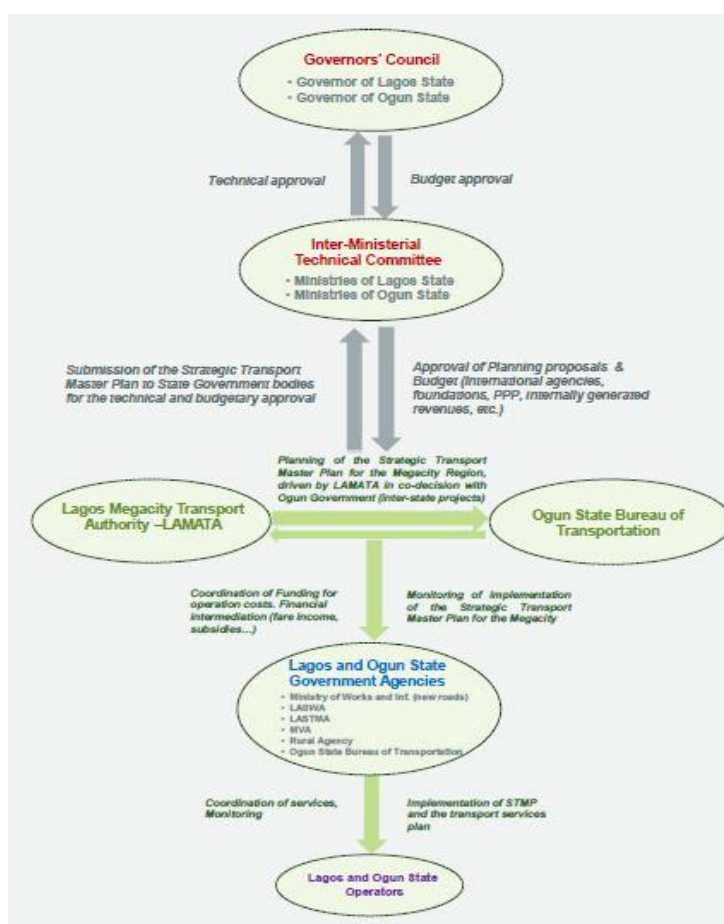 Governors' Council
• Governor of Lagos State
• Governor of Ogun State
Technical approval
Budget approval
Inter-Ministerial
Technical Committee
• Ministries of Lagos State
• Ministries of Ogun State
Submission of the Strategic Transport
Master Plan to State Government bodies
for the technical and budgetary approval
Approval of Planning proposals &
Budget (International agencies,
foundations, PPP, internally generated
revenues, etc.)
Planning of the Strategic Transport
Master Plan for the Megacity Region,
driven by LAMATA in co-decision with
Ogun Government (inter-state projects)
Lagos Megacity Transport
Authority –LAMATA
Ogun State Bureau of
Transportation
Coordination of Funding for
operation costs. Financial
intermediation (fare income,
subsidies...)
Monitoring of implementation
of the Strategic Transport
Master Plan for the Megacity
Lagos and Ogun State
Government Agencies
• Ministry of Works and Inf. (new roads)
• LASWA
• LASTMA
• MVA
• Rural Agency
• Ogun State Bureau of Transportation
Coordination of services,
Monitoring
Implementation of STMP
and the transport services
plan
Lagos and Ogun State
Operators